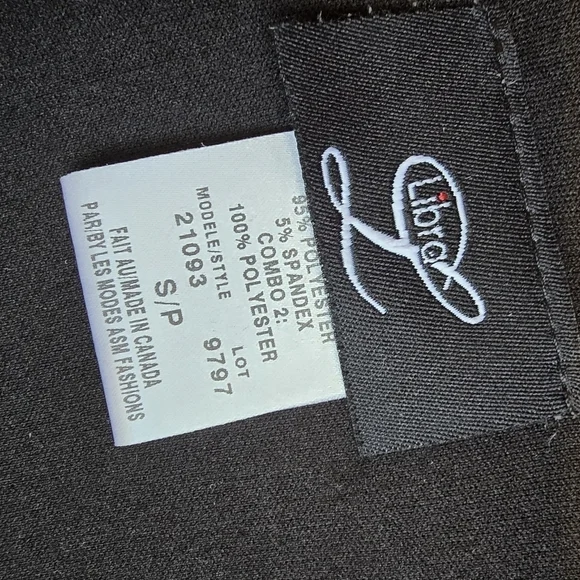 Libra
95% POLYESTER
5% SPANDEX
COMBO 2:
100% POLYESTER
MODELE/STYLE LOT
21093 9797
S/P
FAIT AU/MADE IN CANADA
PAR/BY LES MODES ASM FASHIONS